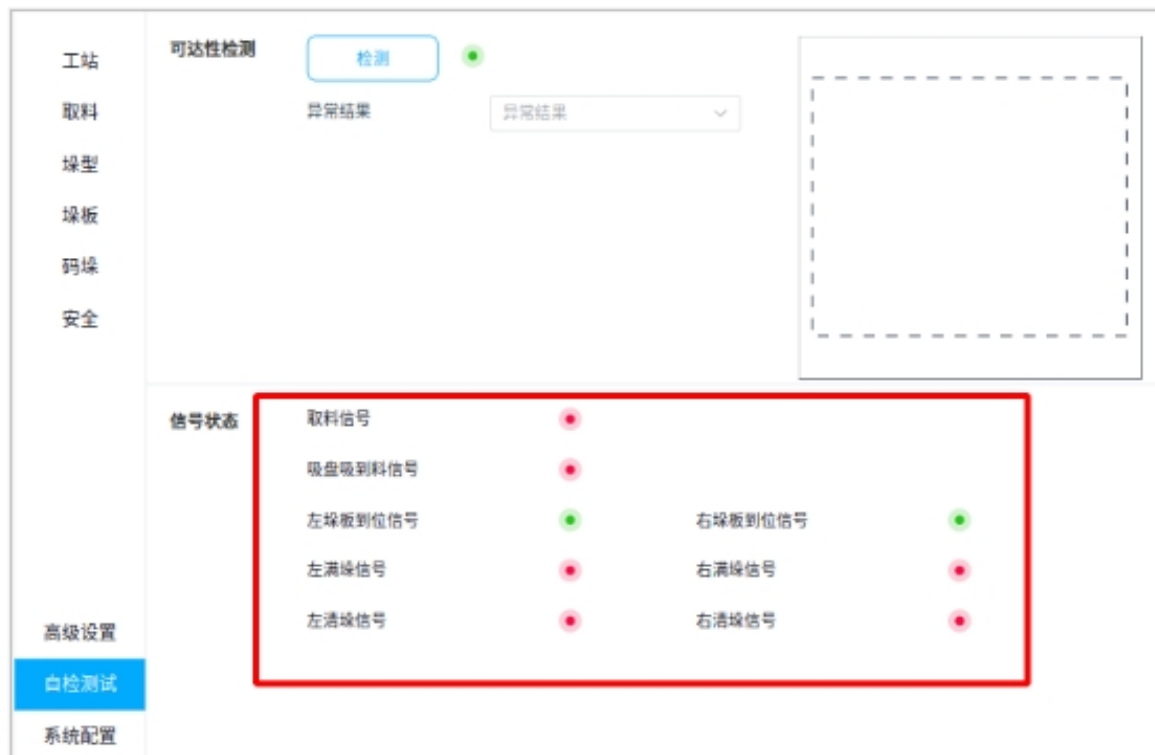 工站
取料
垛型
垛板
码垛
安全
高级设置
自检测试
系统配置
可达性检测
检测
异常结果
异常结果
信号状态
取料信号
吸盘吸到料信号
左垛板到位信号
右垛板到位信号
左满垛信号
右满垛信号
左清垛信号
右清垛信号